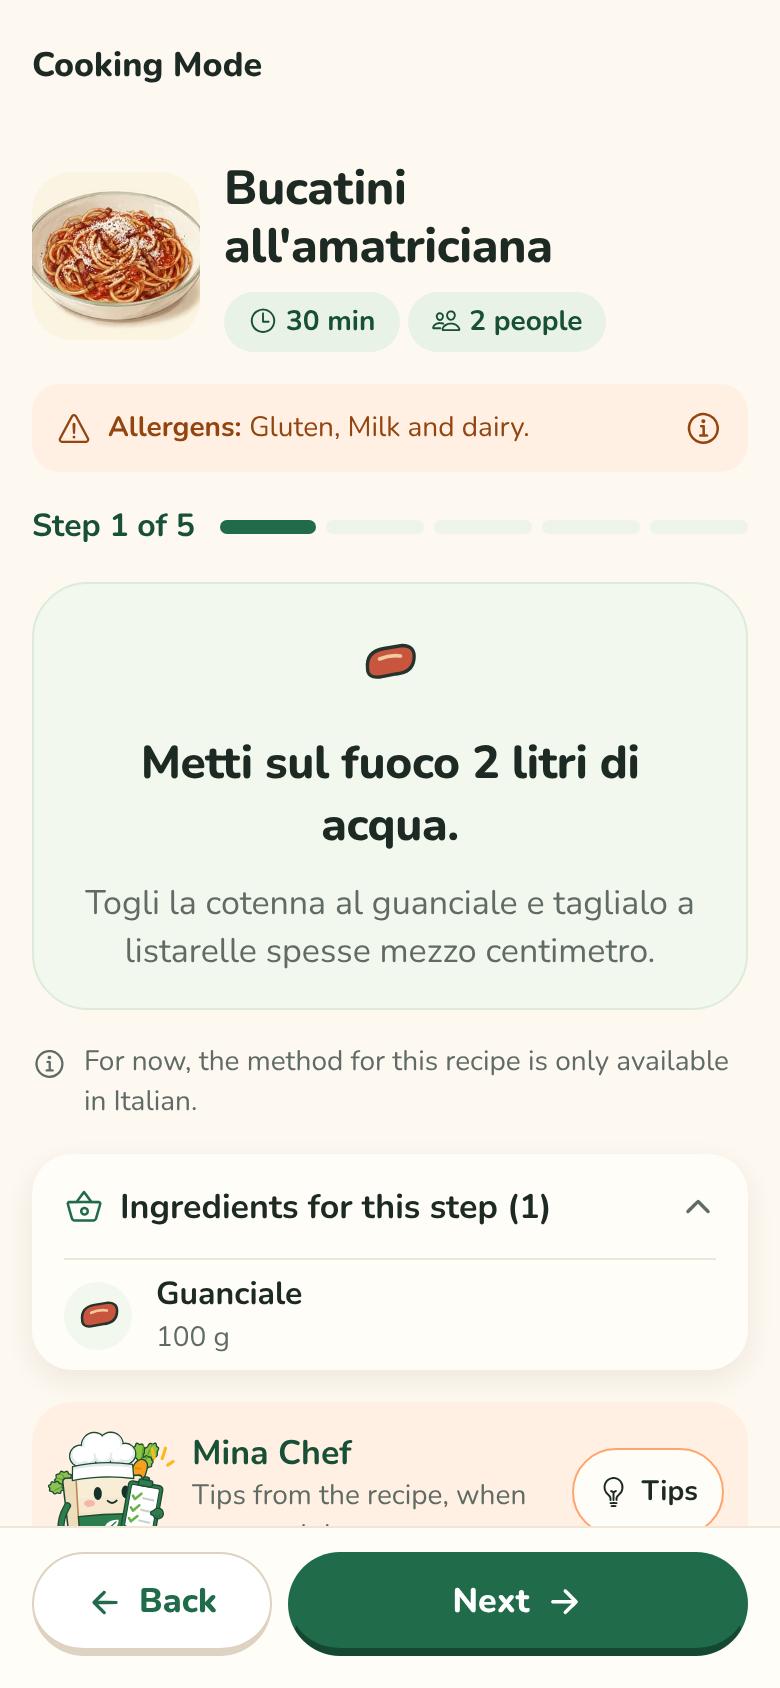 Cooking Mode
Bucatini
all'amatriciana
30 min
2 people
Allergens: Gluten, Milk and dairy.
Step 1 of 5
Metti sul fuoco 2 litri di
acqua.
Togli la cotenna al guanciale e taglialo a
listarelle spesse mezzo centimetro.
For now, the method for this recipe is only available
in Italian.
Ingredients for this step (1)
Guanciale
100 g
Mina Chef
Tips from the recipe, when
Tips
Back
Next